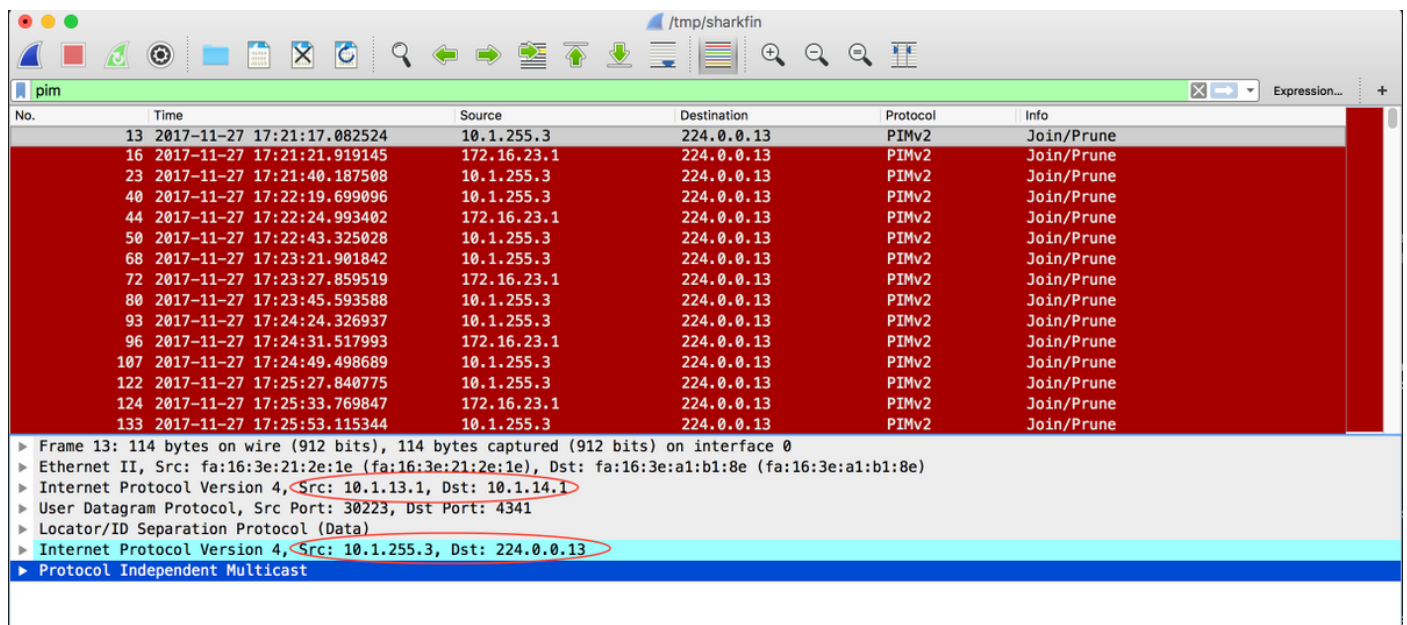 /tmp/sharkfin
pim Expression... +
No. Time Source Destination Protocol Info
13 2017-11-27 17:21:17.082524 10.1.255.3 224.0.0.13 PIMv2 Join/Prune
16 2017-11-27 17:21:21.919145 172.16.23.1 224.0.0.13 PIMv2 Join/Prune
23 2017-11-27 17:21:40.187508 10.1.255.3 224.0.0.13 PIMv2 Join/Prune
40 2017-11-27 17:22:19.699096 10.1.255.3 224.0.0.13 PIMv2 Join/Prune
44 2017-11-27 17:22:24.993402 172.16.23.1 224.0.0.13 PIMv2 Join/Prune
50 2017-11-27 17:22:43.325028 10.1.255.3 224.0.0.13 PIMv2 Join/Prune
68 2017-11-27 17:23:21.901842 10.1.255.3 224.0.0.13 PIMv2 Join/Prune
72 2017-11-27 17:23:27.859519 172.16.23.1 224.0.0.13 PIMv2 Join/Prune
80 2017-11-27 17:23:45.593588 10.1.255.3 224.0.0.13 PIMv2 Join/Prune
93 2017-11-27 17:24:24.326937 10.1.255.3 224.0.0.13 PIMv2 Join/Prune
96 2017-11-27 17:24:31.517993 172.16.23.1 224.0.0.13 PIMv2 Join/Prune
107 2017-11-27 17:24:49.498689 10.1.255.3 224.0.0.13 PIMv2 Join/Prune
122 2017-11-27 17:25:27.840775 10.1.255.3 224.0.0.13 PIMv2 Join/Prune
124 2017-11-27 17:25:33.769847 172.16.23.1 224.0.0.13 PIMv2 Join/Prune
133 2017-11-27 17:25:53.115344 10.1.255.3 224.0.0.13 PIMv2 Join/Prune
Frame 13: 114 bytes on wire (912 bits), 114 bytes captured (912 bits) on interface 0
Ethernet II, Src: fa:16:3e:21:2e:1e (fa:16:3e:21:2e:1e), Dst: fa:16:3e:a1:b1:8e (fa:16:3e:a1:b1:8e)
Internet Protocol Version 4, Src: 10.1.13.1, Dst: 10.1.14.1
User Datagram Protocol, Src Port: 30223, Dst Port: 4341
Locator/ID Separation Protocol (Data)
Internet Protocol Version 4, Src: 10.1.255.3, Dst: 224.0.0.13
Protocol Independent Multicast